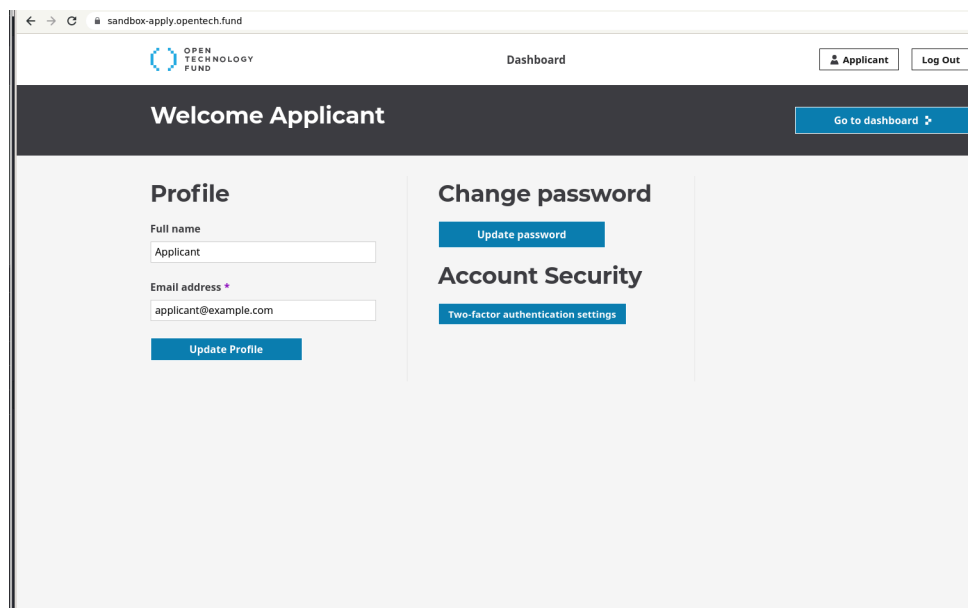 sandbox-apply.opentech.fund
OPEN
TECHNOLOGY
FUND
Dashboard
Applicant
Log Out
Welcome Applicant
Go to dashboard
Profile
Full name
Applicant
Email address *
applicant@example.com
Update Profile
Change password
Update password
Account Security
Two-factor authentication settings